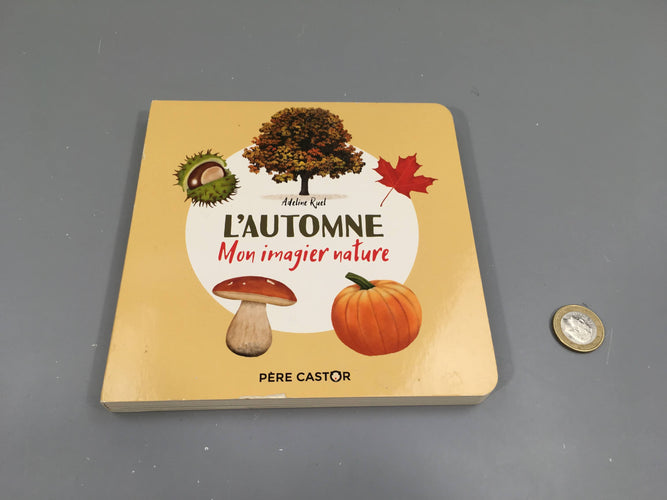 Adeline Ruel
L'AUTOMNE
Mon imagier nature
PÈRE CASTOR